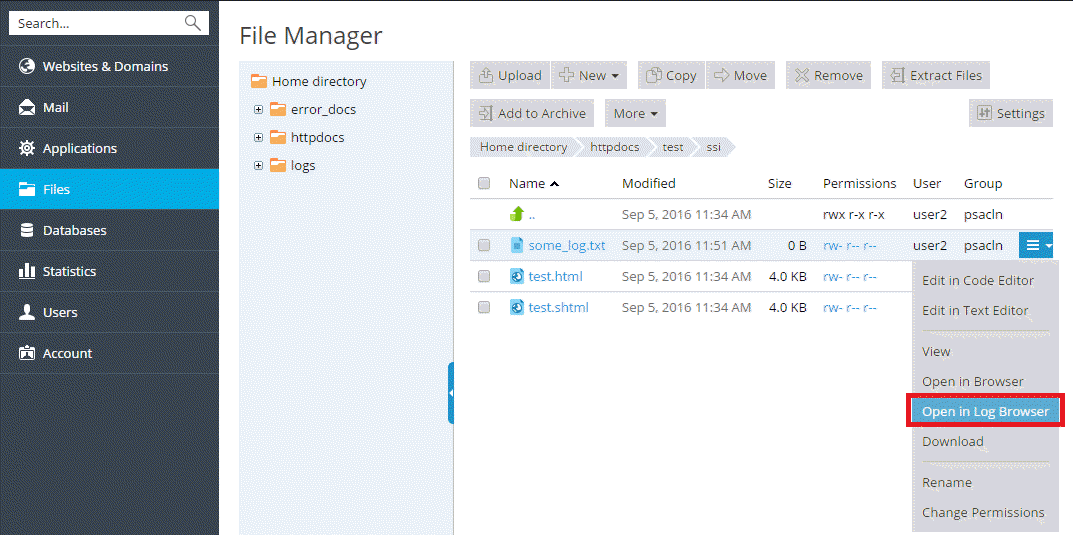 Search...
Websites & Domains
Mail
Applications
Files
Databases
Statistics
Users
Account
File Manager
Home directory
error_docs
httpdocs
logs
Upload New Copy Move Remove Extract Files
Add to Archive More Settings
Home directory httpdocs test ssi
Name Modified Size Permissions User Group
.. Sep 5, 2016 11:34 AM rwx r-x r-x user2 psacln
some_log.txt Sep 5, 2016 11:51 AM 0 B rw- r-- r-- user2 psacln
test.html Sep 5, 2016 11:34 AM 4.0 KB rw- r-- r--
test.shtml Sep 5, 2016 11:34 AM 4.0 KB rw- r-- r--
Edit in Code Editor
Edit in Text Editor
View
Open in Browser
Open in Log Browser
Download
Rename
Change Permissions